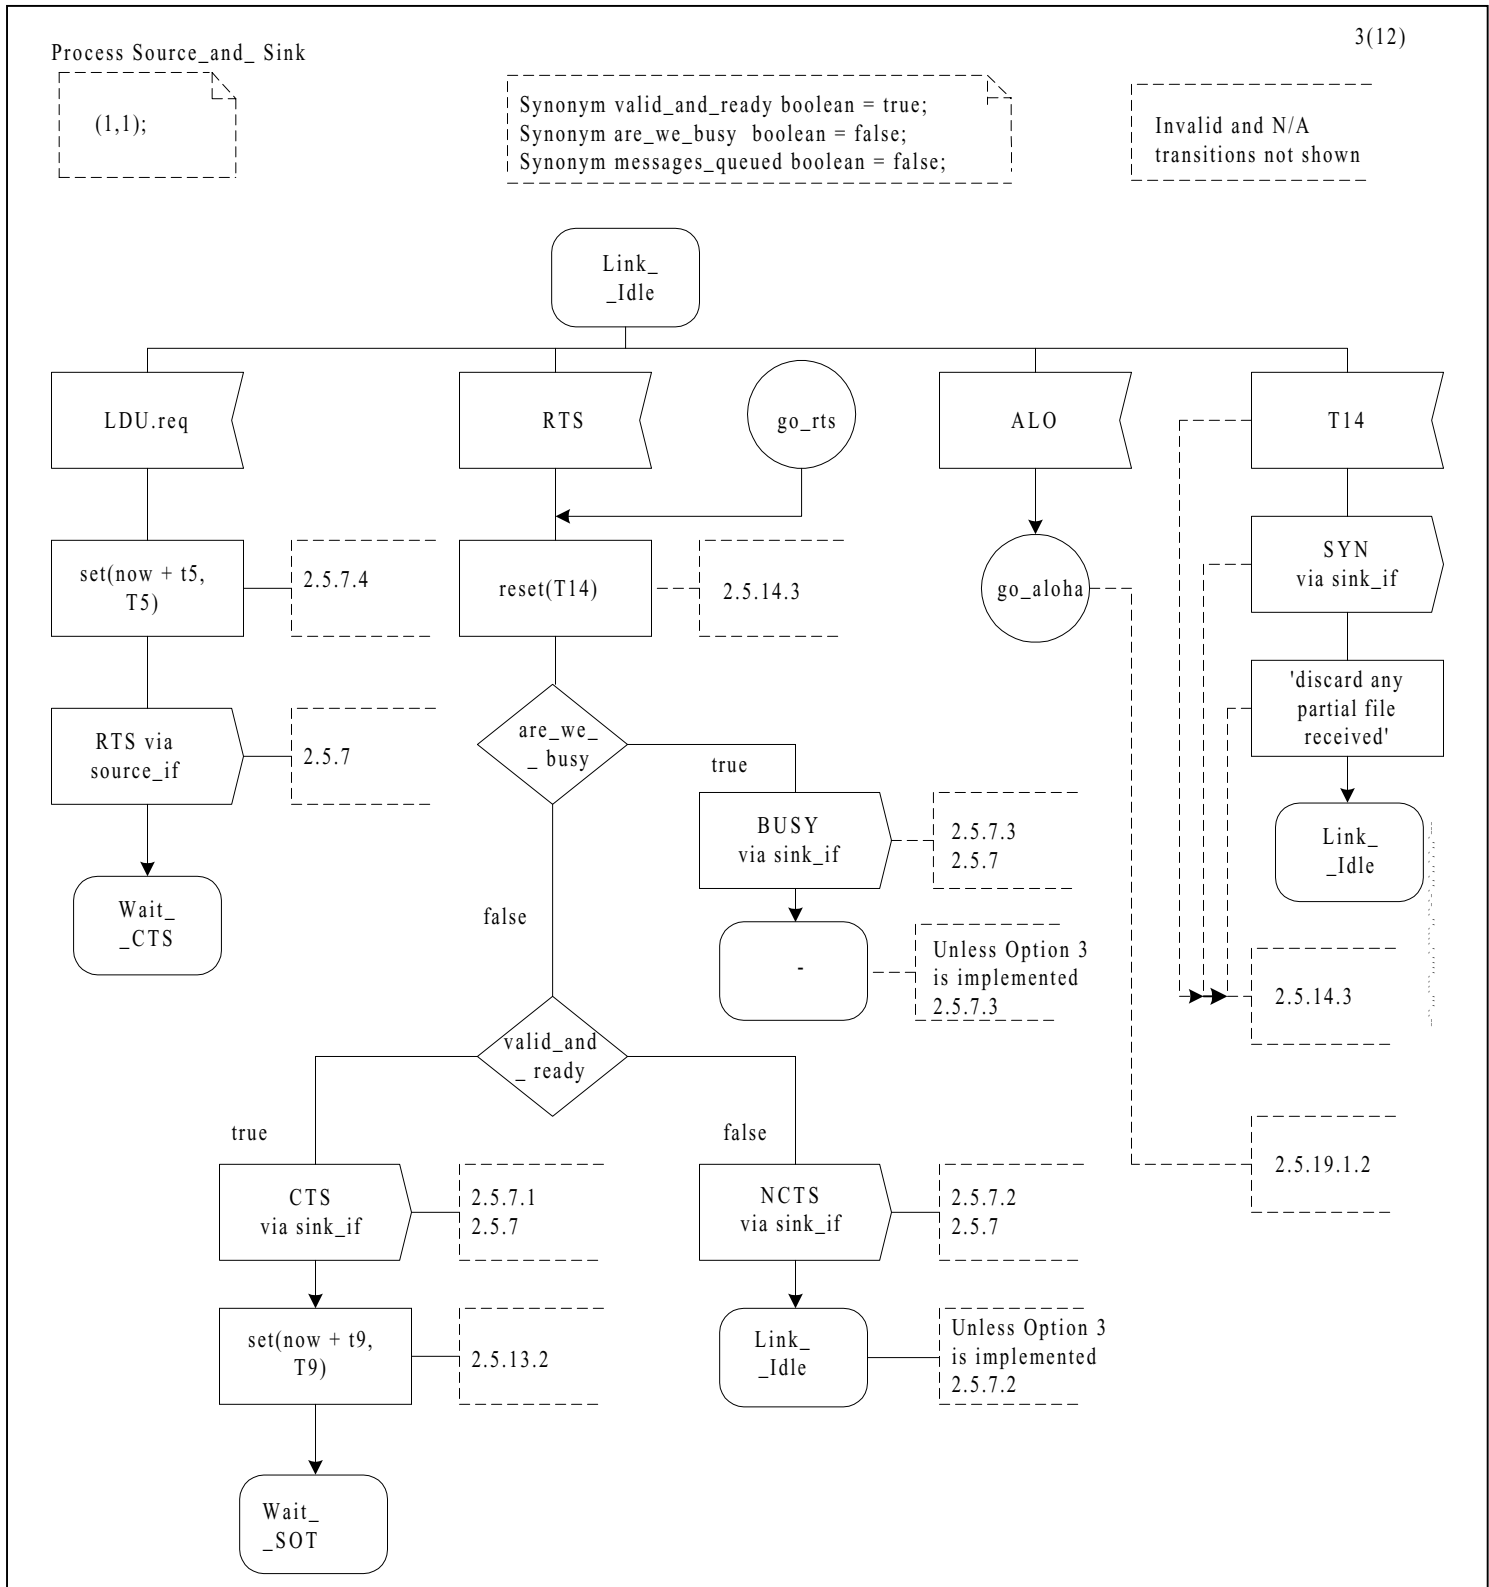 3(12)
Process Source_and_ Sink
(1,1);
Synonym valid_and_ready boolean = true;
Synonym are_we_busy  boolean = false;
Synonym messages_queued boolean = false;
Invalid and N/A
transitions not shown
Link_
_Idle
LDU.req
RTS
go_rts
ALO
T14
set(now + t5,
T5)
2.5.7.4
reset(T14)
2.5.14.3
go_aloha
SYN
via sink_if
RTS via
source_if
2.5.7
are_we_
_ busy
true
false
'discard any
partial file
received'
BUSY
via sink_if
2.5.7.3
2.5.7
Link_
_Idle
Wait_
_CTS
-
Unless Option 3
is implemented
2.5.7.3
2.5.14.3
valid_and
_ ready
true
false
CTS
via sink_if
2.5.7.1
2.5.7
NCTS
via sink_if
2.5.7.2
2.5.7
2.5.19.1.2
set(now + t9,
T9)
2.5.13.2
Link_
_Idle
Unless Option 3
is implemented
2.5.7.2
Wait_
_SOT